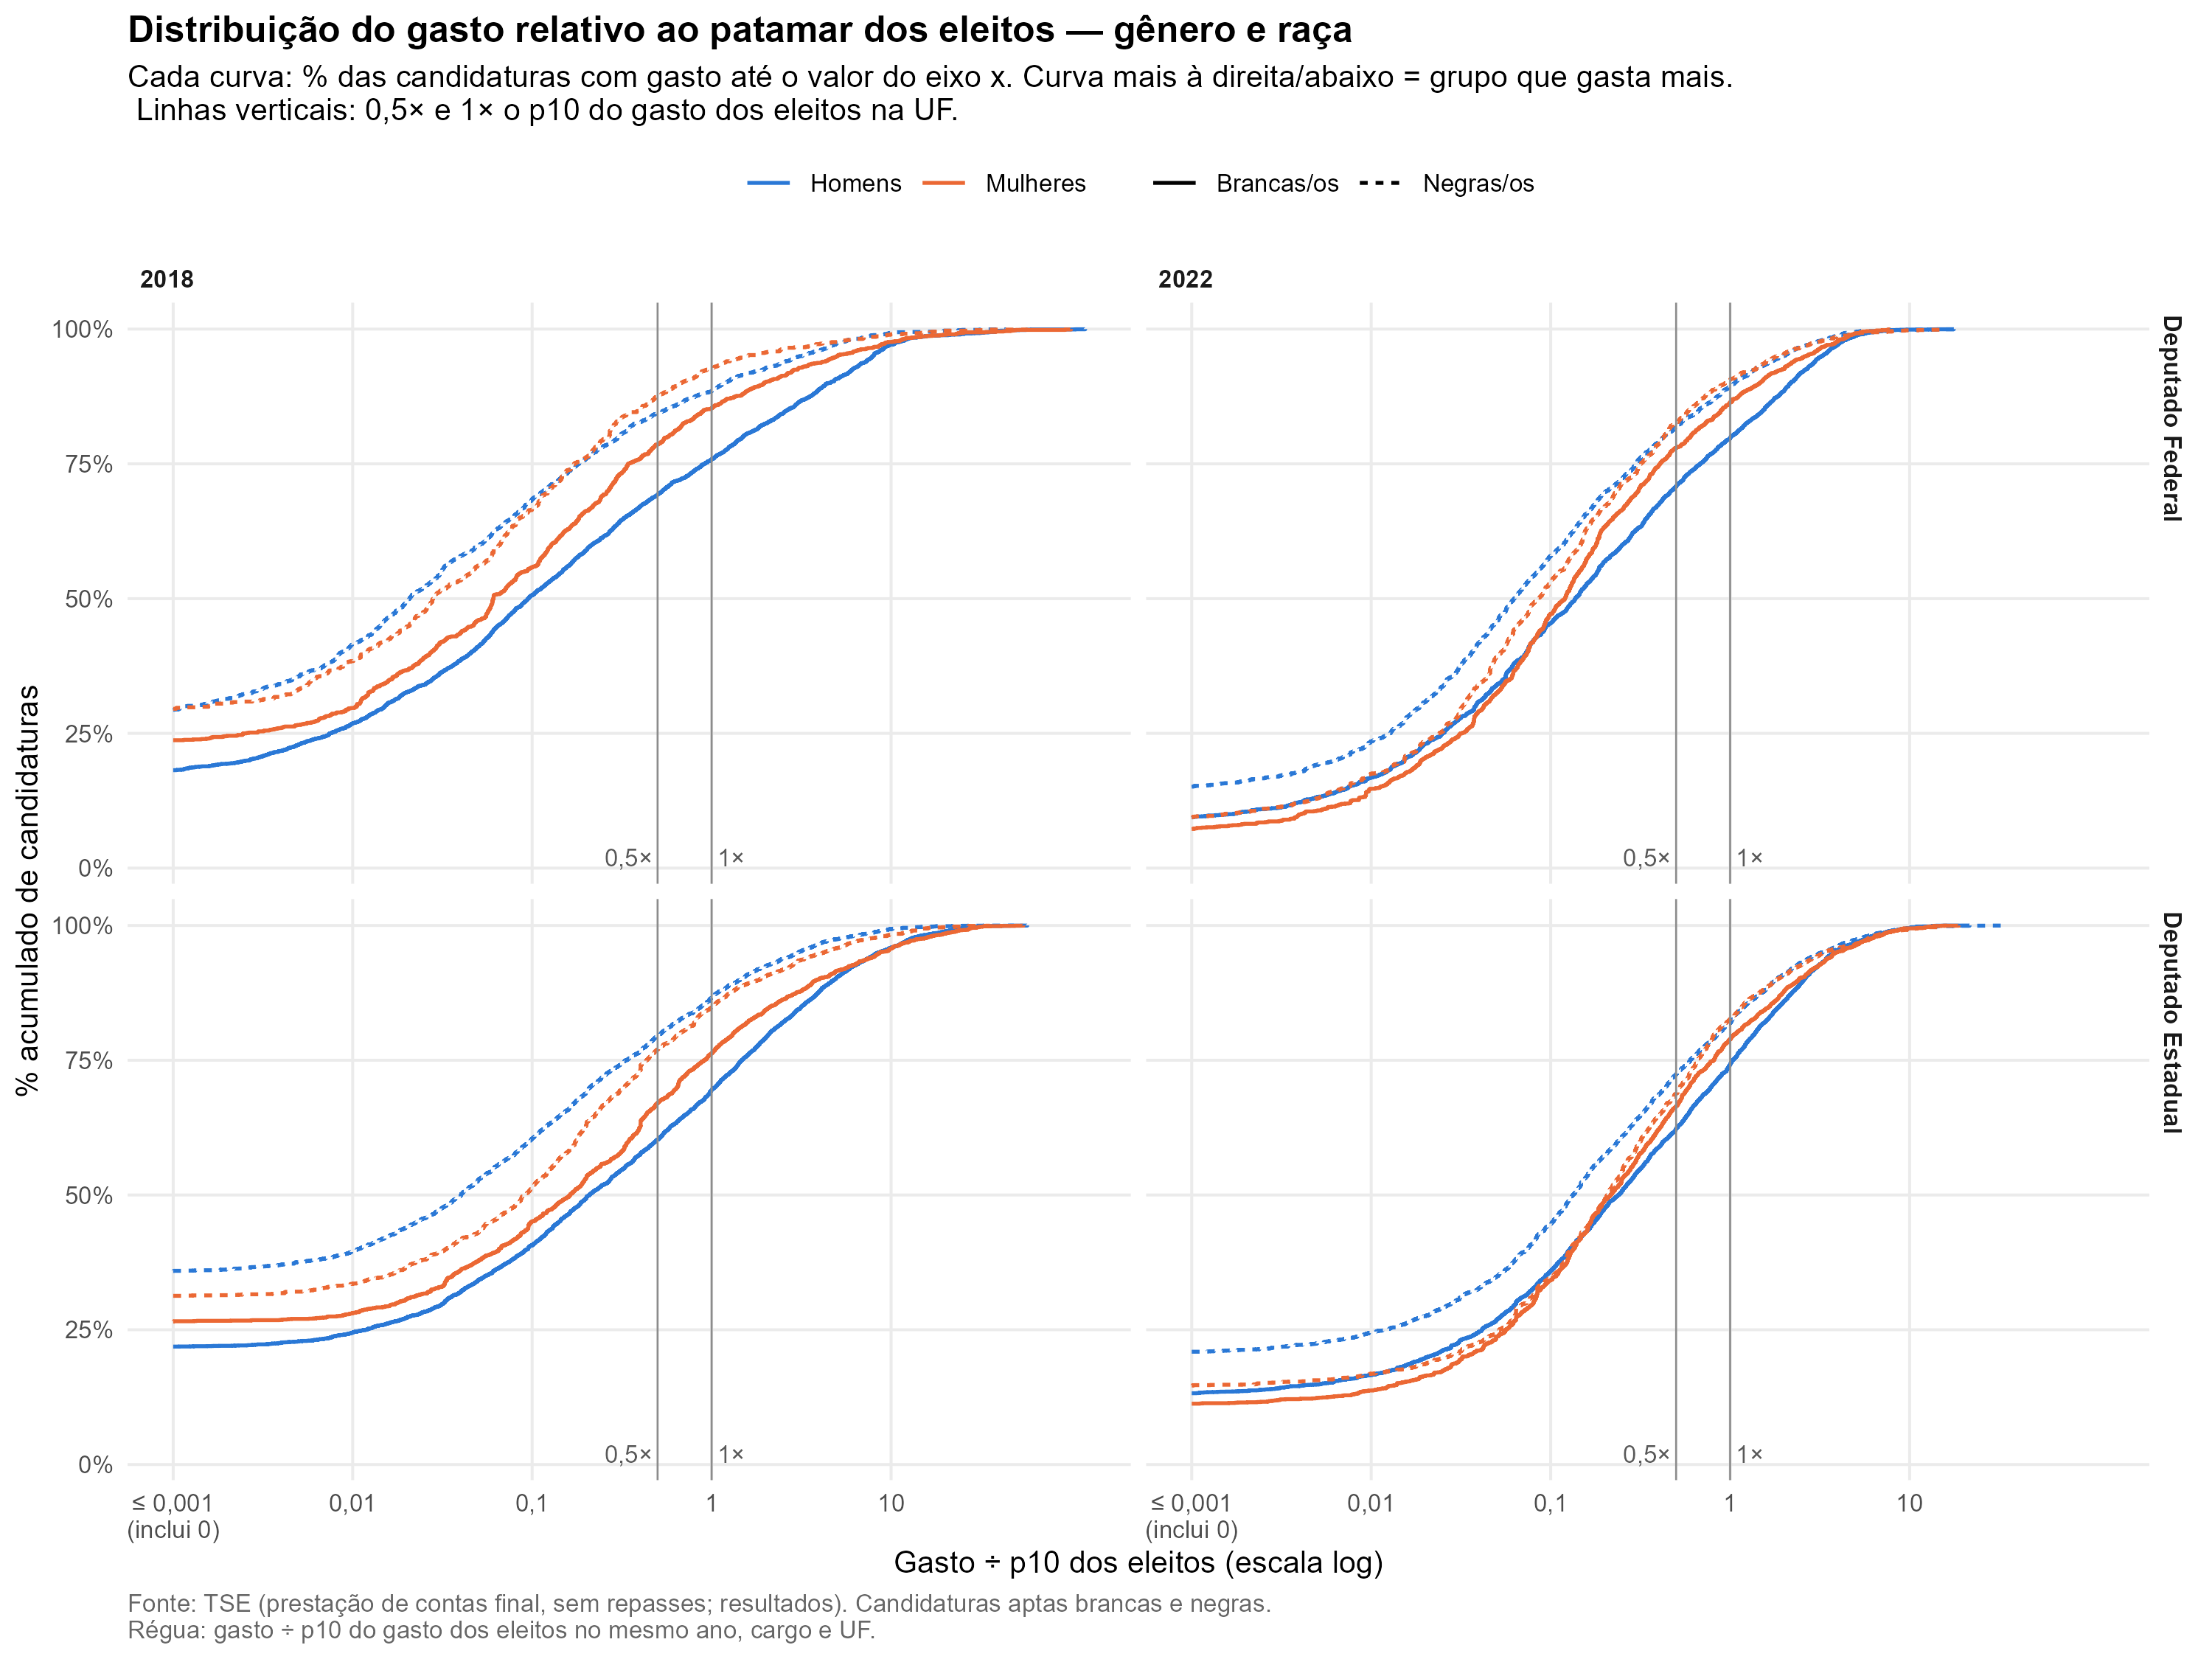 Distribuição do gasto relativo ao patamar dos eleitos — gênero e raça
Cada curva: % das candidaturas com gasto até o valor do eixo x. Curva mais à direita/abaixo = grupo que gasta mais.
Linhas verticais: 0,5× e 1× o p10 do gasto dos eleitos na UF.
Homens Mulheres Brancas/os Negras/os
2018 2022
100%
75%
50%
25%
0%
0,5× 1× 0,5× 1×
Deputado Federal
100%
75%
50%
25%
0%
0,5× 1× 0,5× 1×
Deputado Estadual
% acumulado de candidaturas
≤ 0,001 0,01 0,1 1 10 ≤ 0,001 0,01 0,1 1 10
(inclui 0) (inclui 0)
Gasto ÷ p10 dos eleitos (escala log)
Fonte: TSE (prestação de contas final, sem repasses; resultados). Candidaturas aptas brancas e negras.
Régua: gasto ÷ p10 do gasto dos eleitos no mesmo ano, cargo e UF.